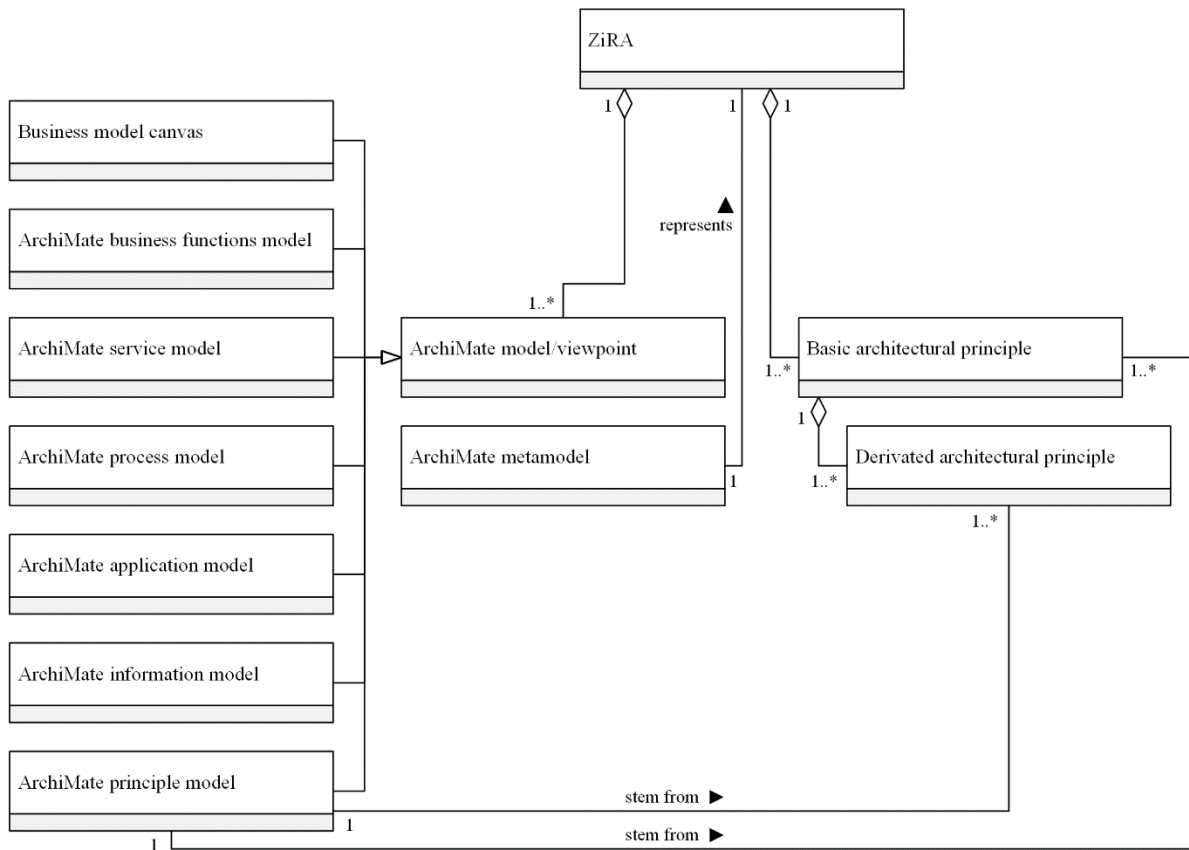 ZiRA
1
1
1
Business model canvas
ArchiMate business functions model
represents ▲
1..*
ArchiMate service model
ArchiMate model/viewpoint
Basic architectural principle
1..*
1..*
1
ArchiMate process model
ArchiMate metamodel
1
Derivated architectural principle
1..*
1..*
ArchiMate application model
ArchiMate information model
ArchiMate principle model
1
stem from ►
1
stem from ►